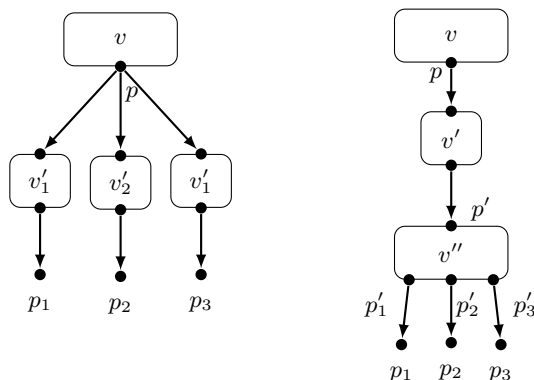 v
p
v′₁ v′₂ v′₁
p₁ p₂ p₃
v
p
v′
p′
v′′
p′₁ p′₂ p′₃
p₁ p₂ p₃